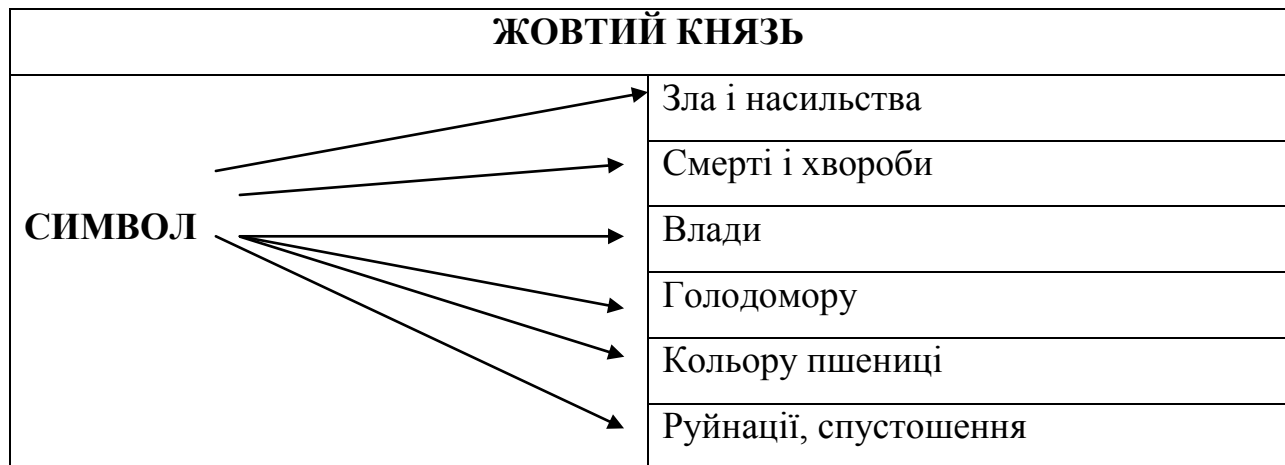 ЖОВТИЙ КНЯЗЬ
СИМВОЛ
Зла і насильства
Смерті і хвороби
Влади
Голодомору
Кольору пшениці
Руйнації, спустошення